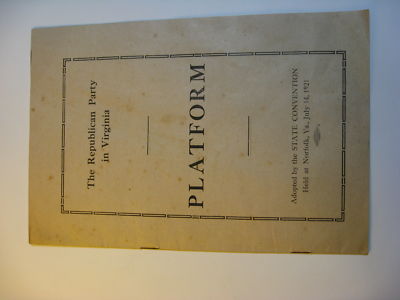 The Republican Party
in Virginia
PLATFORM
Adopted by the STATE CONVENTION
Held at Norfolk, Va., July 14, 1921